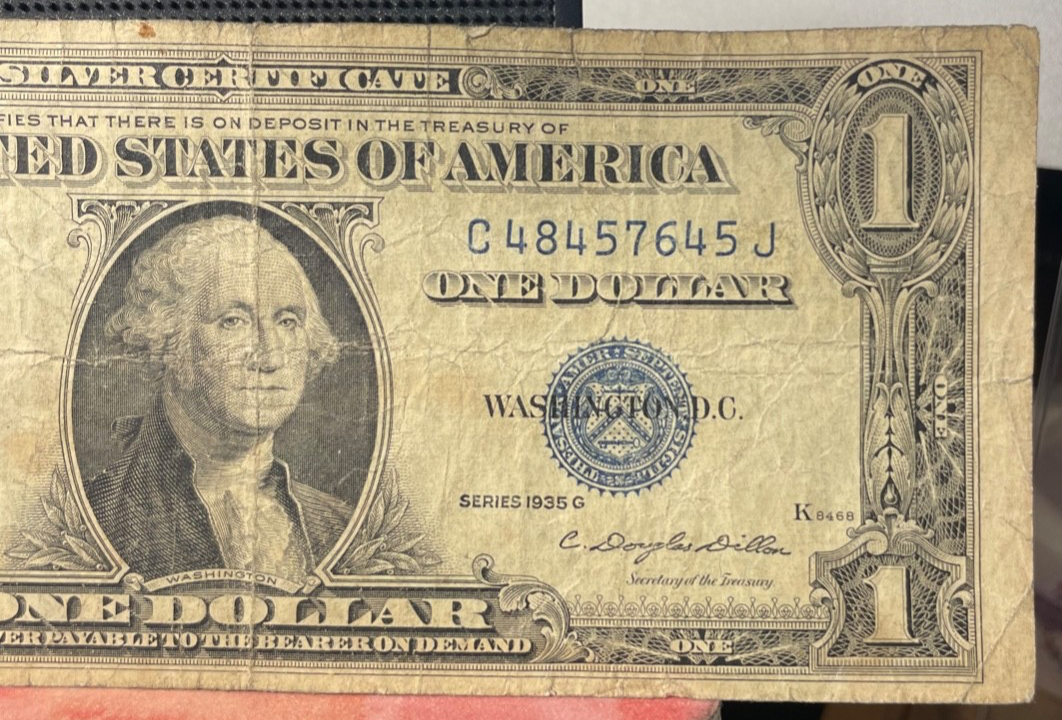 SILVER CERTIFICATE
ONE
ONE
FIES THAT THERE IS ON DEPOSIT IN THE TREASURY OF
1
TED STATES OF AMERICA
C 48457645 J
ONE DOLLAR
WASHINGTON, D.C.
ONE
SERIES 1935 G
K 8468
C. Douglas Dillon
Secretary of the Treasury.
WASHINGTON
1
ONE DOLLAR
VER PAYABLE TO THE BEARER ON DEMAND
ONE